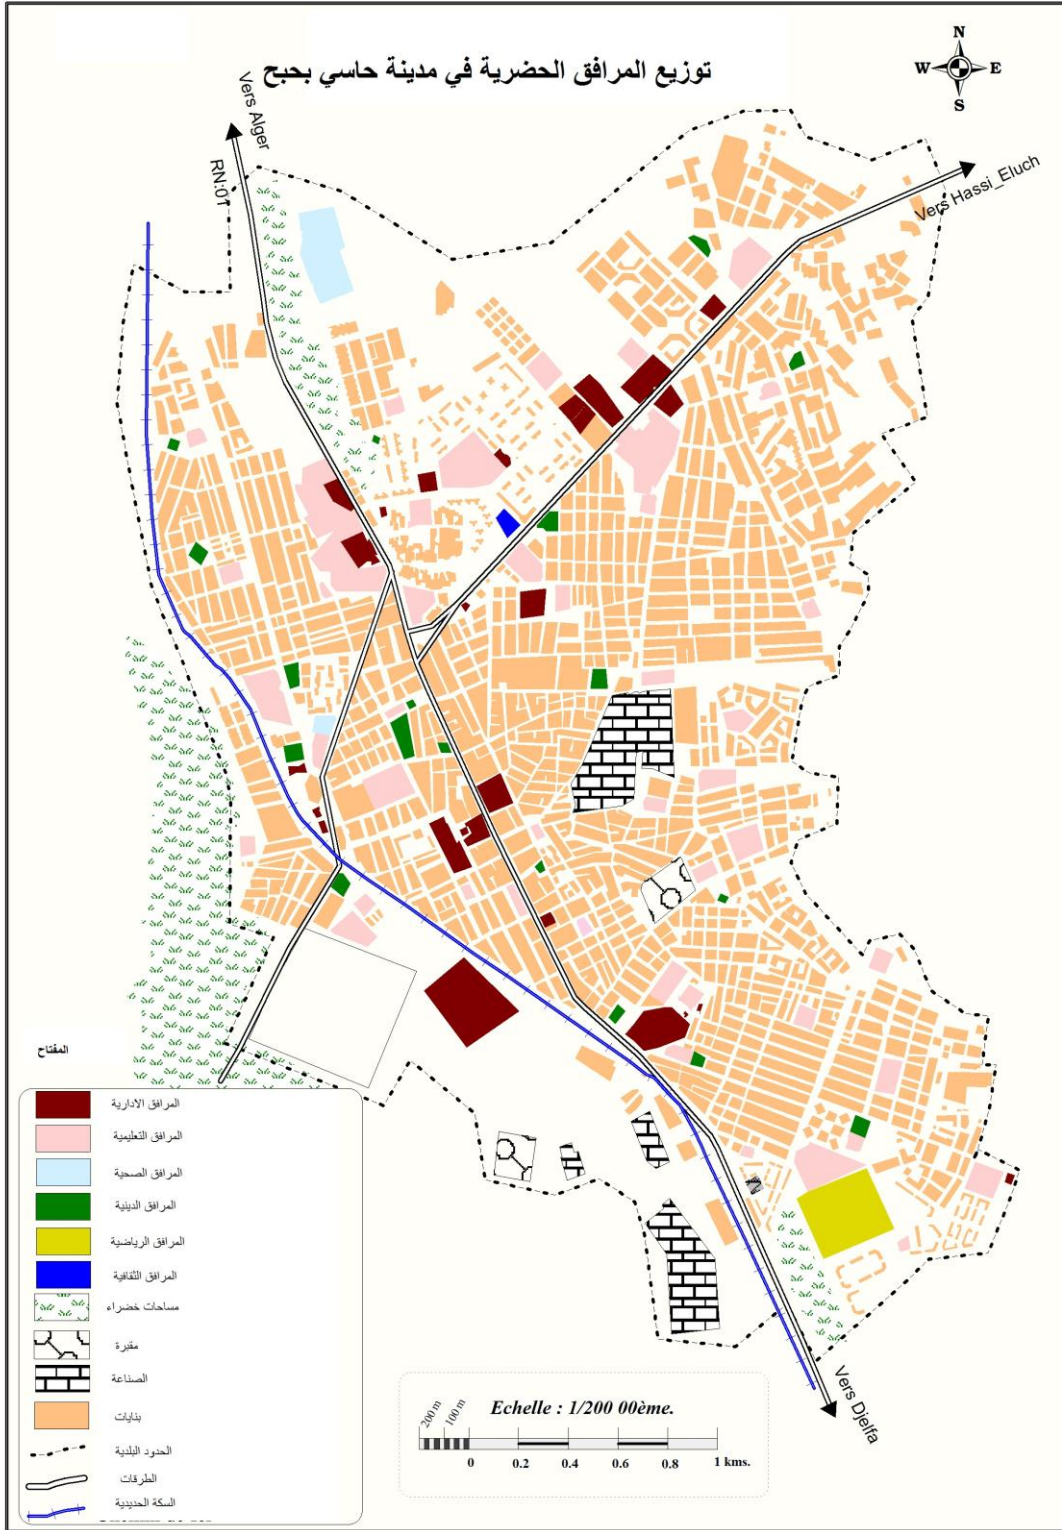 توزيع المرافق الحضرية في مدينة حاسي بحبح
N
W
E
S
Vers Alger
RN:01
Vers Hassi_Eluch
المفتاح
المرافق الادارية
المرافق التعليمية
المرافق الصحية
المرافق الدينية
المرافق الرياضية
المرافق الثقافية
مساحات خضراء
مقبرة
الصناعة
بنايات
الحدود البلدية
الطرقات
السكة الحديدية
Echelle : 1/200 00ème.
200 m
100 m
0
0.2
0.4
0.6
0.8
1 kms.
Vers Djelfa